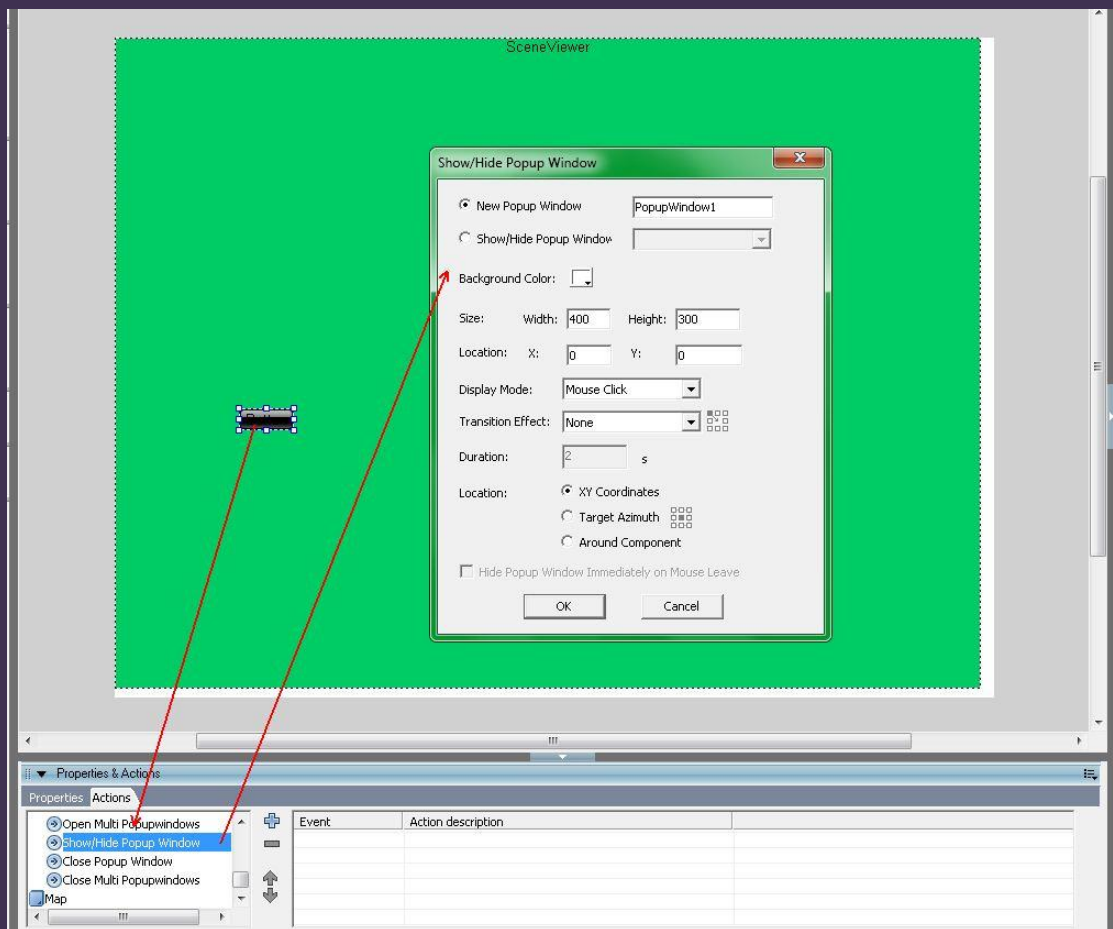 SceneViewer
Show/Hide Popup Window
New Popup Window PopupWindow1
Show/Hide Popup Window
Background Color:
Size: Width: 400 Height: 300
Location: X: 0 Y: 0
Display Mode: Mouse Click
Transition Effect: None
Duration: 2 s
Location: XY Coordinates
Target Azimuth
Around Component
Hide Popup Window Immediately on Mouse Leave
OK Cancel
Properties & Actions
Properties Actions
Open Multi Popupwindows
Show/Hide Popup Window
Close Popup Window
Close Multi Popupwindows
Map
Event Action description